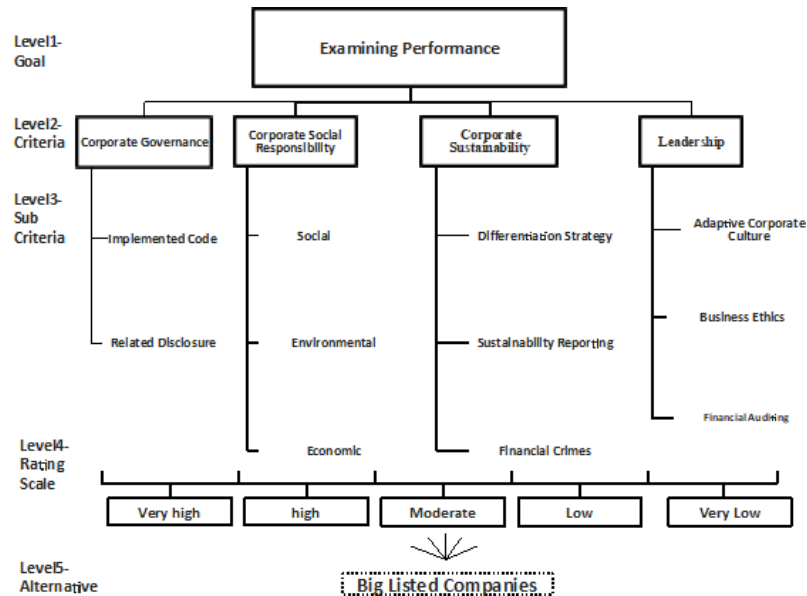 Level1-
Goal
Examining Performance
Level2-
Criteria
Corporate Governance
Corporate Social
Responsibility
Corporate
Sustainability
Leadership
Level3-
Sub
Criteria
Implemented Code
Social
Differentiation Strategy
Adaptive Corporate
Culture
Related Disclosure
Environmental
Sustainability Reporting
Business Ethics
Economic
Financial Crimes
Financial Auditing
Level4-
Rating
Scale
Very high
high
Moderate
Low
Very Low
Level5-
Alternative
Big Listed Companies